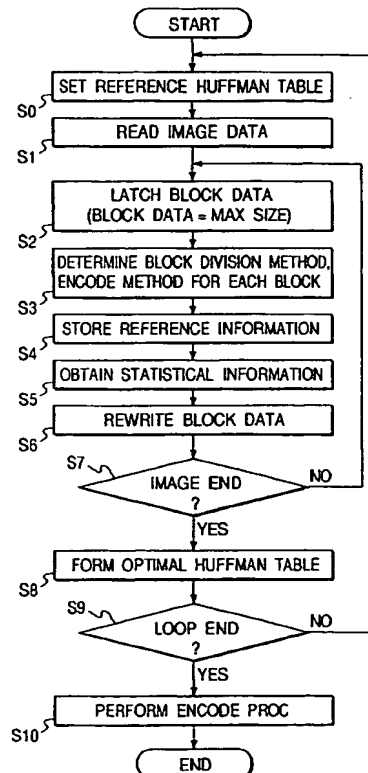 START
SET REFERENCE HUFFMAN TABLE
S0
READ IMAGE DATA
S1
LATCH BLOCK DATA
(BLOCK DATA = MAX SIZE)
S2
DETERMINE BLOCK DIVISION METHOD,
ENCODE METHOD FOR EACH BLOCK
S3
STORE REFERENCE INFORMATION
S4
OBTAIN STATISTICAL INFORMATION
S5
REWRITE BLOCK DATA
S6
S7
IMAGE END
?
NO
YES
FORM OPTIMAL HUFFMAN TABLE
S8
S9
LOOP END
?
NO
YES
PERFORM ENCODE PROC
S10
END